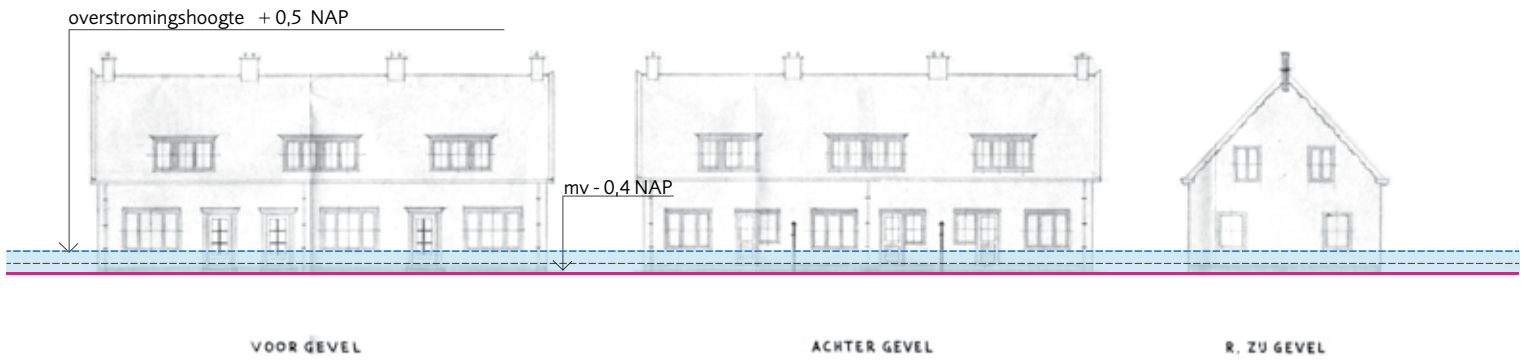 overstromingshoogte + 0,5 NAP
mv - 0,4 NAP
VOOR GEVEL
ACHTER GEVEL
R. ZIJ GEVEL